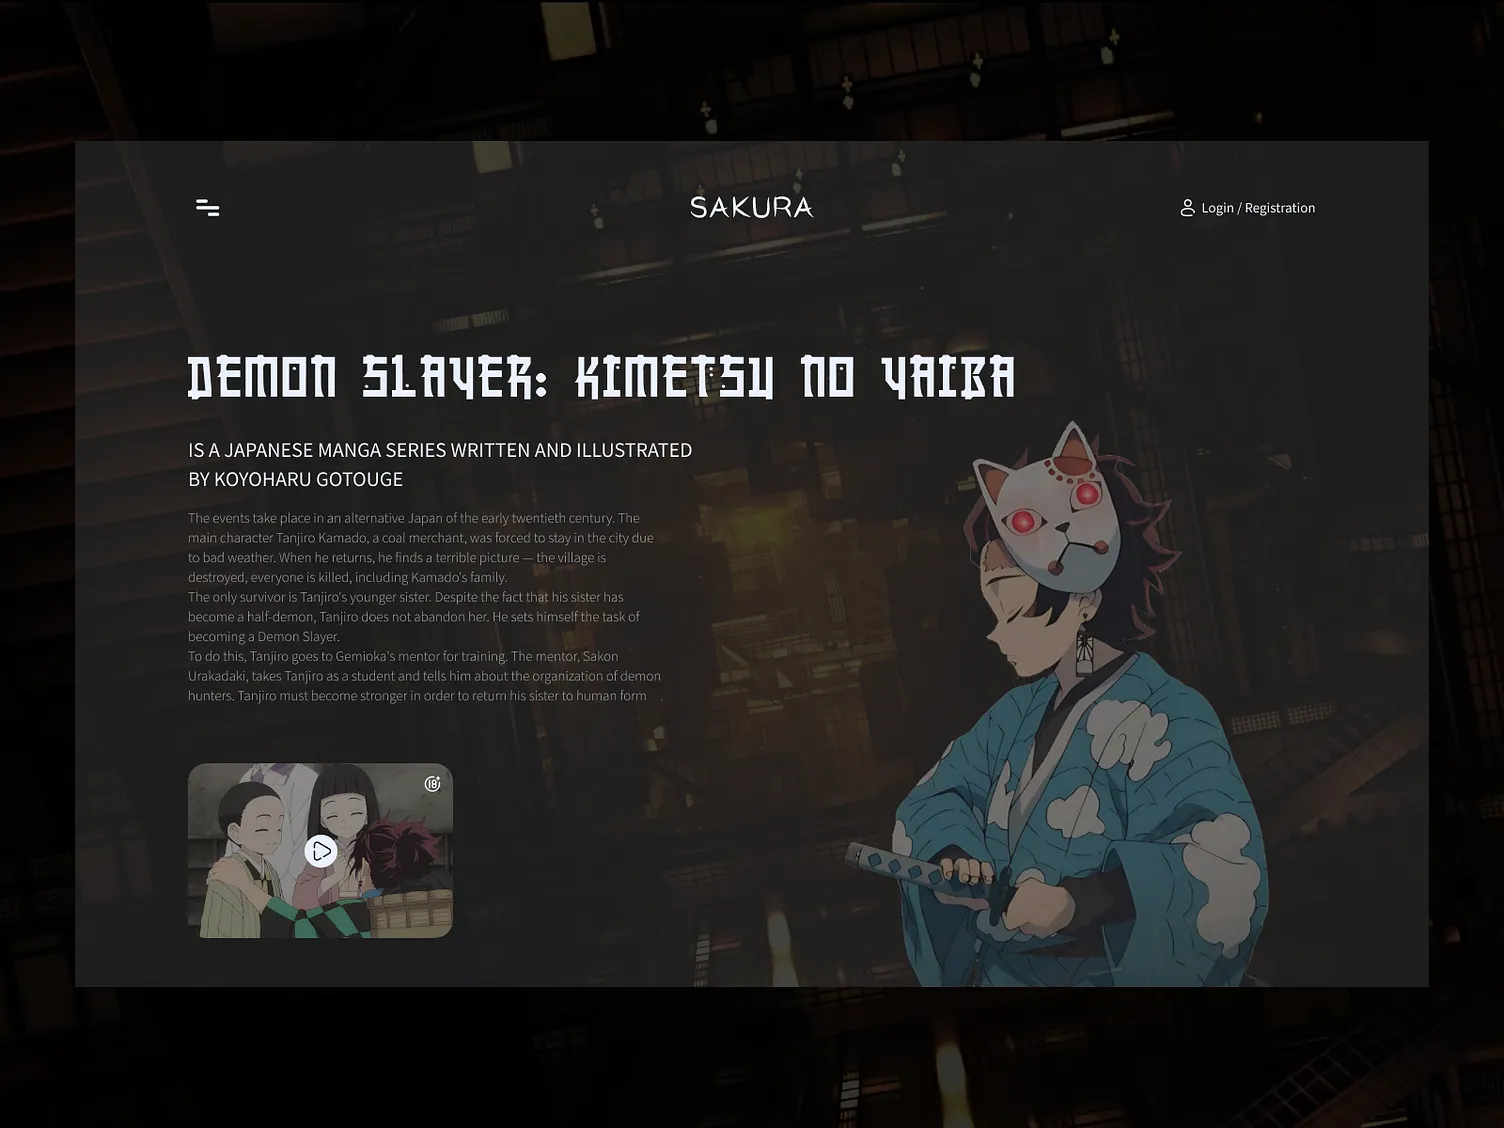 SAKURA
Login / Registration
DEMON SLAYER: KIMETSU NO YAIBA
IS A JAPANESE MANGA SERIES WRITTEN AND ILLUSTRATED
BY KOYOHARU GOTOUGE
The events take place in an alternative Japan of the early twentieth century. The
main character Tanjiro Kamado, a coal merchant, was forced to stay in the city due
to bad weather. When he returns, he finds a terrible picture — the village is
destroyed, everyone is killed, including Kamado's family.
The only survivor is Tanjiro's younger sister. Despite the fact that his sister has
become a half-demon, Tanjiro does not abandon her. He sets himself the task of
becoming a Demon Slayer.
To do this, Tanjiro goes to Gemioka's mentor for training. The mentor, Sakon
Urakadaki, takes Tanjiro as a student and tells him about the organization of demon
hunters. Tanjiro must become stronger in order to return his sister to human form .
18+